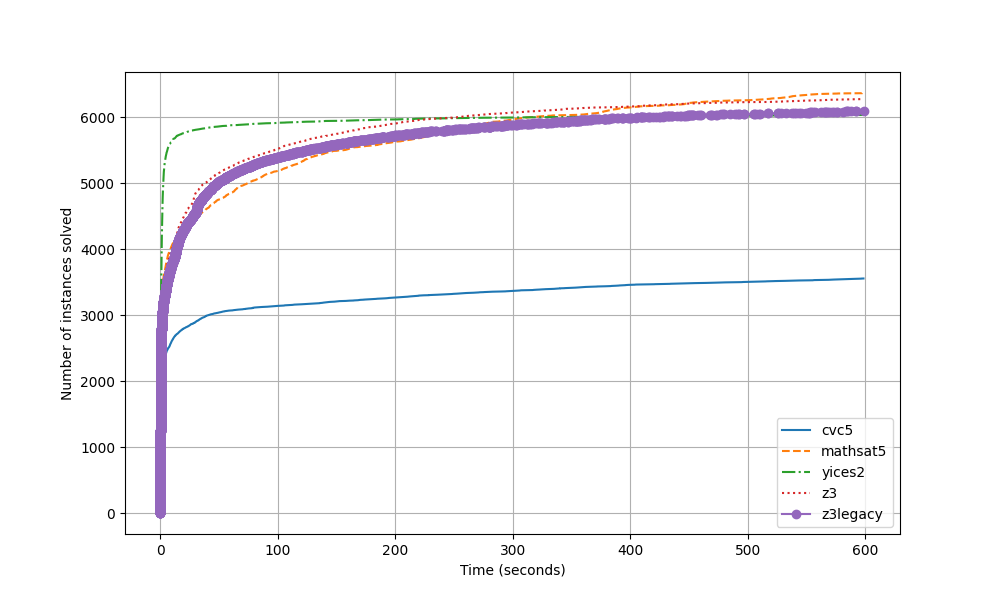 6000
5000
4000
3000
2000
1000
0
Number of instances solved
0 100 200 300 400 500 600
Time (seconds)
cvc5
mathsat5
yices2
z3
z3legacy